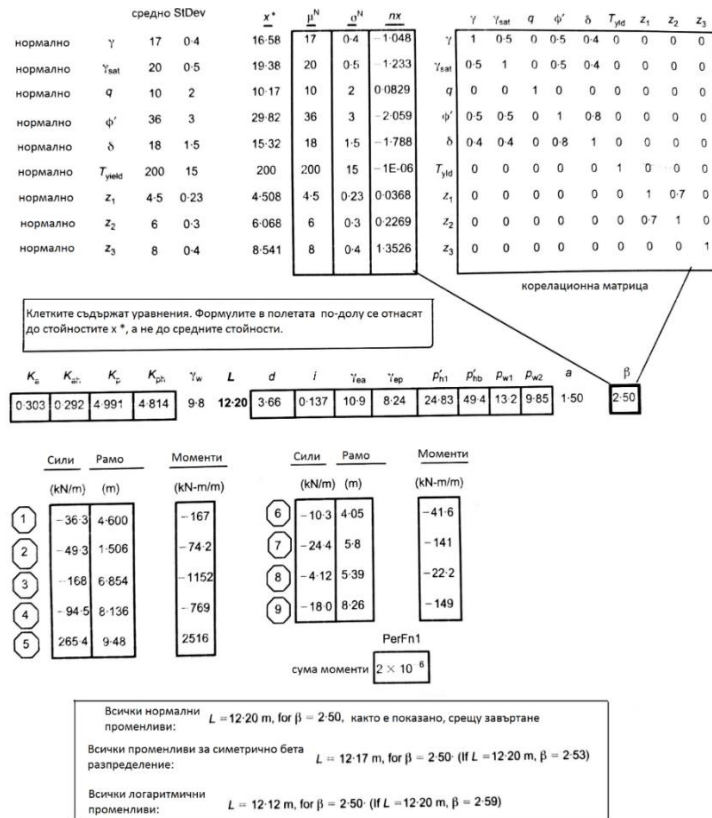 средно StDev x* μᴺ σᴺ nx γ γsat q ϕ′ δ Tyld z₁ z₂ z₃
нормално γ 17 0·4 16·58 17 0·4 −1·048 γ 1 0·5 0 0·5 0·4 0 0 0 0
нормално γsat 20 0·5 19·38 20 0·5 −1·233 γsat 0·5 1 0 0·5 0·4 0 0 0 0
нормално q 10 2 10·17 10 2 0·0829 q 0 0 1 0 0 0 0 0 0
нормално ϕ′ 36 3 29·82 36 3 −2·059 ϕ′ 0·5 0·5 0 1 0·8 0 0 0 0
нормално δ 18 1·5 15·32 18 1·5 −1·788 δ 0·4 0·4 0 0·8 1 0 0 0 0
нормално Tyield 200 15 200 200 15 −1E-06 Tyld 0 0 0 0 0 1 0 0 0
нормално z₁ 4·5 0·23 4·508 4·5 0·23 0·0368 z₁ 0 0 0 0 0 0 1 0·7 0
нормално z₂ 6 0·3 6·068 6 0·3 0·2269 z₂ 0 0 0 0 0 0 0·7 1 0
нормално z₃ 8 0·4 8·541 8 0·4 1·3526 z₃ 0 0 0 0 0 0 0 0 1
корелационна матрица
Клетките съдържат уравнения. Формулите в полетата по-долу се отнасят
до стойностите x *, а не до средните стойности.
Ka Kah Kp Kph γw L d i γea γep p′h1 p′hb pw1 pw2 a β
0·303 0·292 4·991 4·814 9·8 12·20 3·66 0·137 10·9 8·24 24·83 49·4 13·2 9·85 1·50 2·50
Сили Рамо Моменти Сили Рамо Моменти
(kN/m) (m) (kN-m/m) (kN/m) (m) (kN-m/m)
1 −36·3 4·600 −167 6 −10·3 4·05 −41·6
2 −49·3 1·506 −74·2 7 −24·4 5·8 −141
3 −168 6·854 −1152 8 −4·12 5·39 −22·2
4 −94·5 8·136 −769 9 −18·0 8·26 −149
5 265·4 9·48 2516 PerFn1
сума моменти 2 × 10⁻⁶
Всички нормални
променливи: L = 12·20 m, for β = 2·50, както е показано, срещу завъртане
Всички променливи за симетрично бета
разпределение: L = 12·17 m, for β = 2·50· (If L = 12·20 m, β = 2·53)
Всички логаритмични
променливи: L = 12·12 m, for β = 2·50· (If L = 12·20 m, β = 2·59)